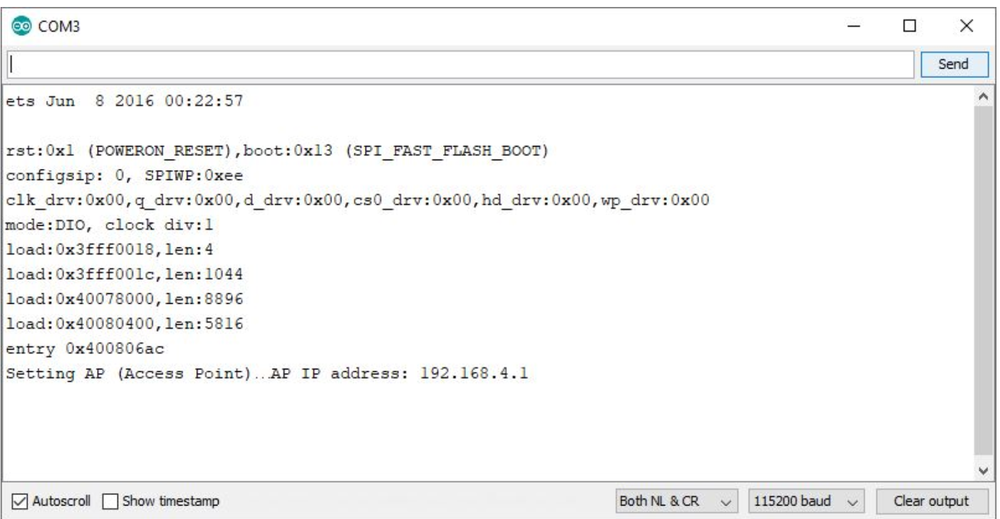 COM3
Send
ets Jun  8 2016 00:22:57
rst:0x1 (POWERON_RESET),boot:0x13 (SPI_FAST_FLASH_BOOT)
configsip: 0, SPIWP:0xee
clk_drv:0x00,q_drv:0x00,d_drv:0x00,cs0_drv:0x00,hd_drv:0x00,wp_drv:0x00
mode:DIO, clock div:1
load:0x3fff0018,len:4
load:0x3fff001c,len:1044
load:0x40078000,len:8896
load:0x40080400,len:5816
entry 0x400806ac
Setting AP (Access Point)…AP IP address: 192.168.4.1
Autoscroll Show timestamp Both NL & CR 115200 baud Clear output